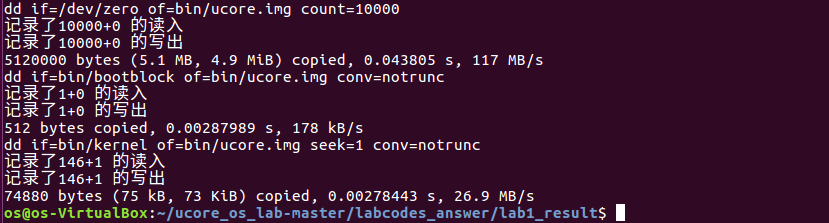 dd if=/dev/zero of=bin/ucore.img count=10000
记录了10000+0 的读入
记录了10000+0 的写出
5120000 bytes (5.1 MB, 4.9 MiB) copied, 0.043805 s, 117 MB/s
dd if=bin/bootblock of=bin/ucore.img conv=notrunc
记录了1+0 的读入
记录了1+0 的写出
512 bytes copied, 0.00287989 s, 178 kB/s
dd if=bin/kernel of=bin/ucore.img seek=1 conv=notrunc
记录了146+1 的读入
记录了146+1 的写出
74880 bytes (75 kB, 73 KiB) copied, 0.00278443 s, 26.9 MB/s
os@os-VirtualBox:~/ucore_os_lab-master/labcodes_answer/lab1_result$